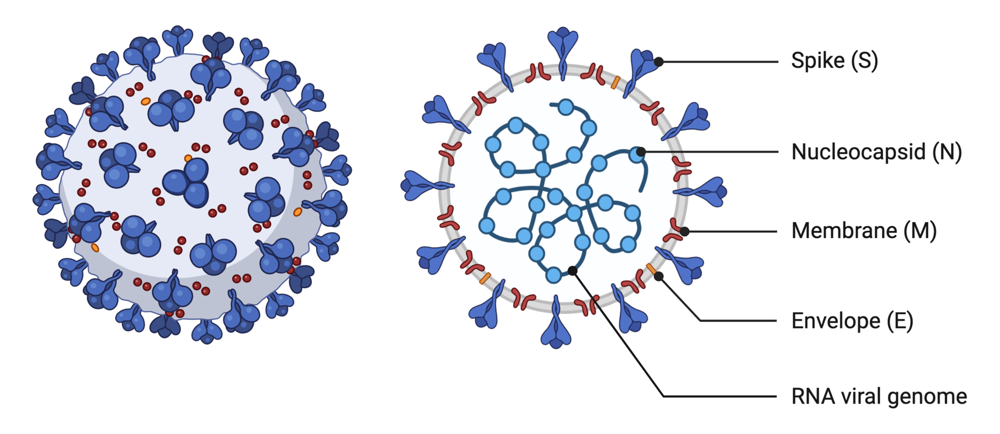 Spike (S)
Nucleocapsid (N)
Membrane (M)
Envelope (E)
RNA viral genome